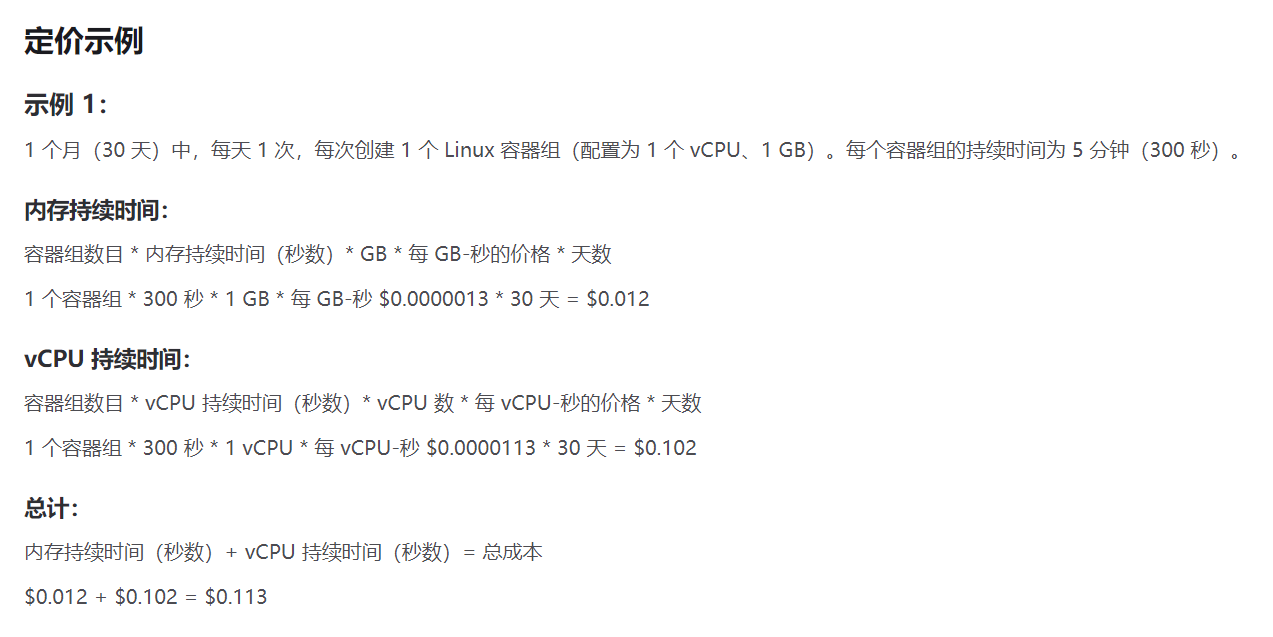 定价示例
示例 1：
1 个月（30 天）中，每天 1 次，每次创建 1 个 Linux 容器组（配置为 1 个 vCPU、1 GB）。每个容器组的持续时间为 5 分钟（300 秒）。
内存持续时间：
容器组数目 * 内存持续时间（秒数）* GB * 每 GB-秒的价格 * 天数
1 个容器组 * 300 秒 * 1 GB * 每 GB-秒 $0.0000013 * 30 天 = $0.012
vCPU 持续时间：
容器组数目 * vCPU 持续时间（秒数）* vCPU 数 * 每 vCPU-秒的价格 * 天数
1 个容器组 * 300 秒 * 1 vCPU * 每 vCPU-秒 $0.0000113 * 30 天 = $0.102
总计：
内存持续时间（秒数）+ vCPU 持续时间（秒数）= 总成本
$0.012 + $0.102 = $0.113